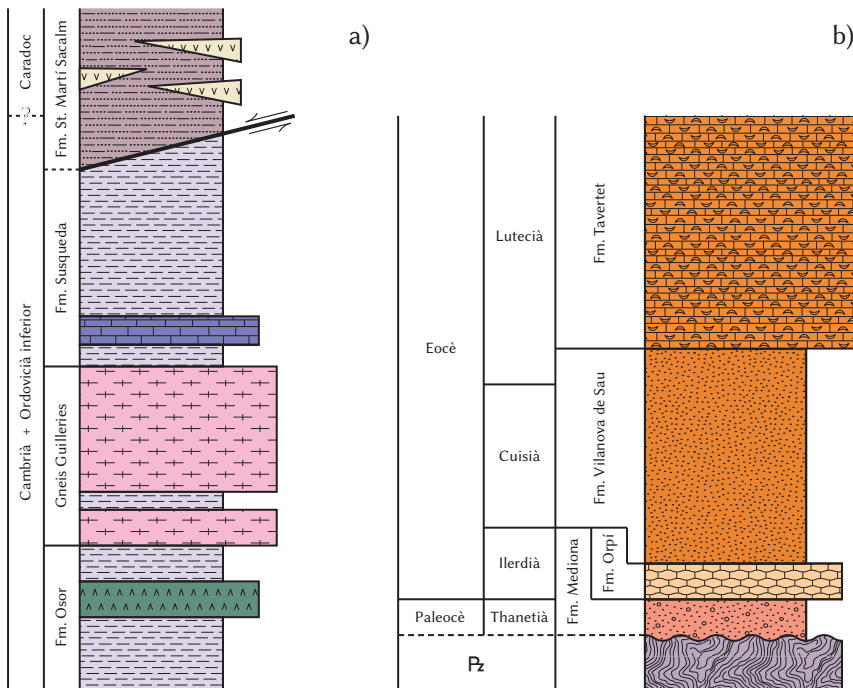 a)
Caradoc
?
Cambrià + Ordovicià inferior
Fm. St. Martí Sacalm
Fm. Susqueda
Gneis Guilleries
Fm. Osor
b)
Eocè
Paleocè
Pz
Lutecià
Cuisià
Ilerdià
Thanetià
Fm. Tavertet
Fm. Vilanova de Sau
Fm. Mediona
Fm. Orpí